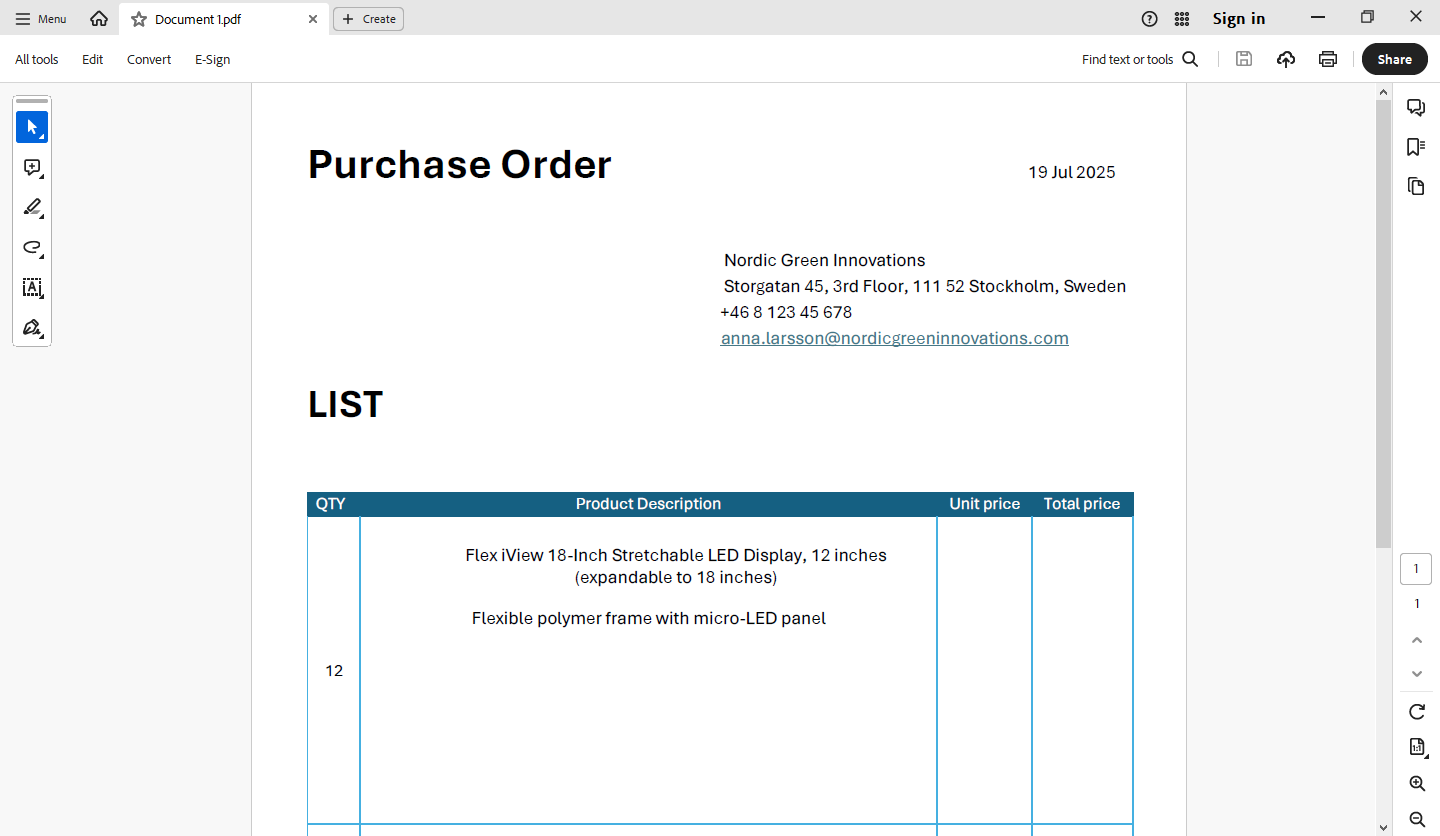 Menu
Document 1.pdf
Create
Sign in
All tools
Edit
Convert
E-Sign
Find text or tools
Share
Purchase Order
19 Jul 2025
Nordic Green Innovations
Storgatan 45, 3rd Floor, 111 52 Stockholm, Sweden
+46 8 123 45 678
anna.larsson@nordicgreeninnovations.com
LIST
QTY Product Description Unit price Total price
Flex iView 18-Inch Stretchable LED Display, 12 inches
(expandable to 18 inches)
Flexible polymer frame with micro-LED panel
12
1
1
1:1